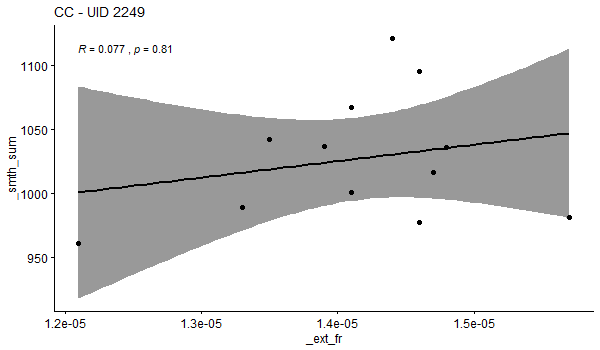 CC - UID 2249
R = 0.077 , p = 0.81
1100
1050
1000
950
_smth_sum
1.2e-05 1.3e-05 1.4e-05 1.5e-05
_ext_fr